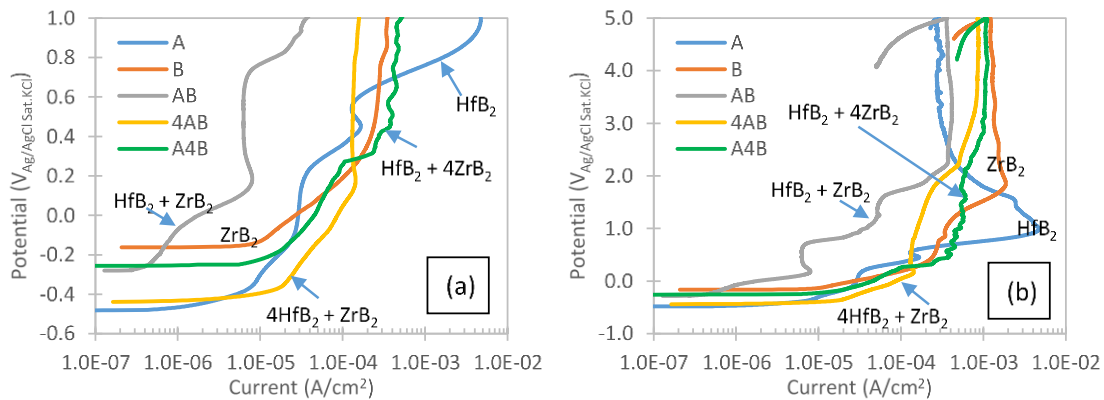 (a)
Potential (V_Ag/AgCl Sat.KCl)
1.0
0.8
0.6
0.4
0.2
0.0
-0.2
-0.4
-0.6
A
B
AB
4AB
A4B
HfB₂
HfB₂ + 4ZrB₂
HfB₂ + ZrB₂
ZrB₂
4HfB₂ + ZrB₂
1.0E-07 1.0E-06 1.0E-05 1.0E-04 1.0E-03 1.0E-02
Current (A/cm²)
(b)
Potential (V_Ag/AgCl Sat.KCl)
5.0
4.0
3.0
2.0
1.0
0.0
-1.0
A
B
AB
4AB
A4B
HfB₂ + 4ZrB₂
ZrB₂
HfB₂ + ZrB₂
HfB₂
4HfB₂ + ZrB₂
1.0E-07 1.0E-06 1.0E-05 1.0E-04 1.0E-03 1.0E-02
Current (A/cm²)